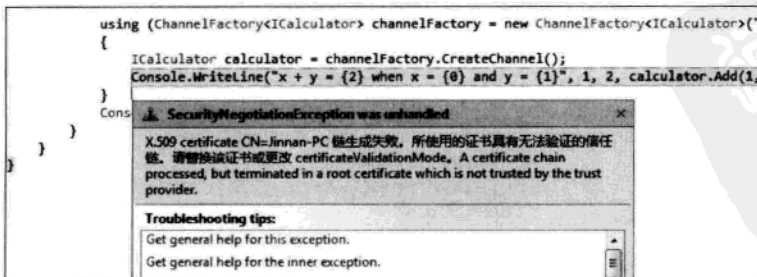 using (ChannelFactory<ICalculator> channelFactory = new ChannelFactory<ICalculator>("
{
ICalculator calculator = channelFactory.CreateChannel();
Console.WriteLine("x + y = {2} when x = {0} and y = {1}", 1, 2, calculator.Add(1,
}
Cons
}
}
}
SecurityNegotiationException was unhandled
X.509 certificate CN=Jinnan-PC 链生成失败。所使用的证书具有无法验证的信任
链。请替换该证书或更改 certificateValidationMode。A certificate chain
processed, but terminated in a root certificate which is not trusted by the trust
provider.
Troubleshooting tips:
Get general help for this exception.
Get general help for the inner exception.